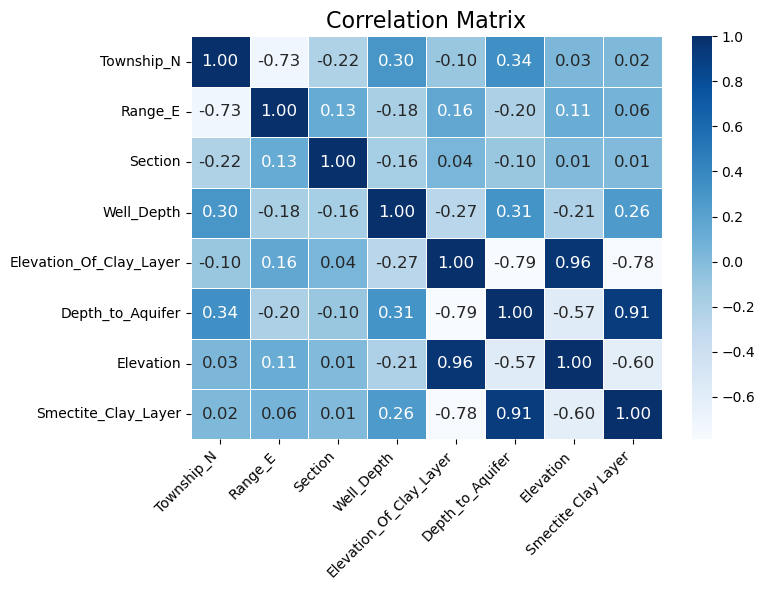 Correlation Matrix
Township_N 1.00 -0.73 -0.22 0.30 -0.10 0.34 0.03 0.02
Range_E -0.73 1.00 0.13 -0.18 0.16 -0.20 0.11 0.06
Section -0.22 0.13 1.00 -0.16 0.04 -0.10 0.01 0.01
Well_Depth 0.30 -0.18 -0.16 1.00 -0.27 0.31 -0.21 0.26
Elevation_Of_Clay_Layer -0.10 0.16 0.04 -0.27 1.00 -0.79 0.96 -0.78
Depth_to_Aquifer 0.34 -0.20 -0.10 0.31 -0.79 1.00 -0.57 0.91
Elevation 0.03 0.11 0.01 -0.21 0.96 -0.57 1.00 -0.60
Smectite_Clay_Layer 0.02 0.06 0.01 0.26 -0.78 0.91 -0.60 1.00
Township_N
Range_E
Section
Well_Depth
Elevation_Of_Clay_Layer
Depth_to_Aquifer
Elevation
Smectite Clay Layer
1.0
0.8
0.6
0.4
0.2
0.0
−0.2
−0.4
−0.6